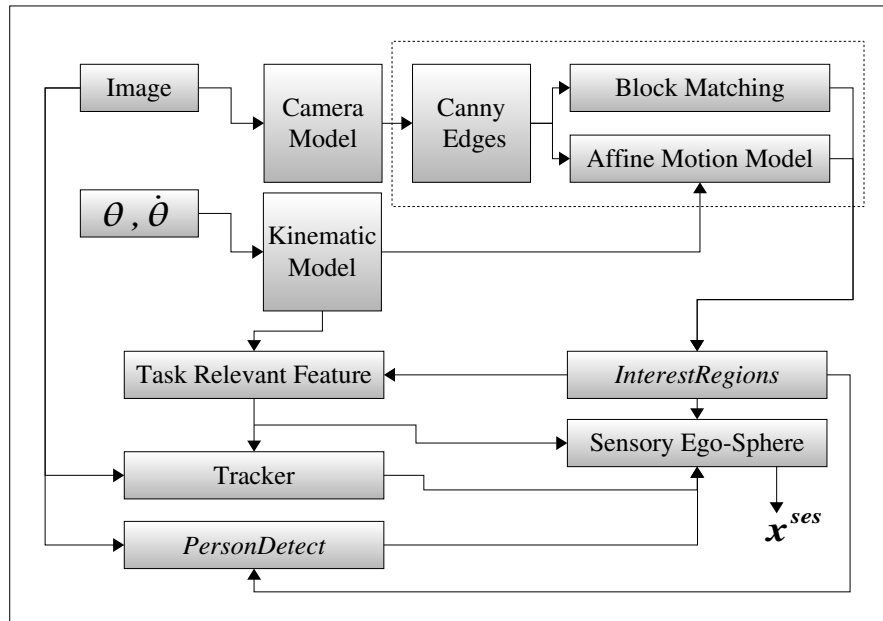 Image
Camera
Model
Canny
Edges
Block Matching
Affine Motion Model
θ , θ̇
Kinematic
Model
Task Relevant Feature
InterestRegions
Sensory Ego-Sphere
Tracker
PersonDetect
x^ses